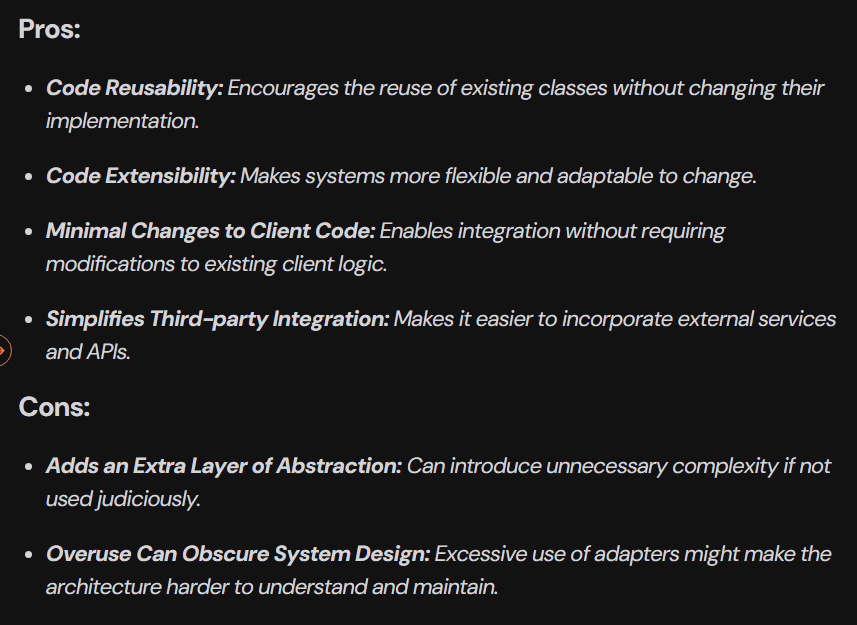 Pros:
• Code Reusability: Encourages the reuse of existing classes without changing their
implementation.
• Code Extensibility: Makes systems more flexible and adaptable to change.
• Minimal Changes to Client Code: Enables integration without requiring
modifications to existing client logic.
• Simplifies Third-party Integration: Makes it easier to incorporate external services
and APIs.
Cons:
• Adds an Extra Layer of Abstraction: Can introduce unnecessary complexity if not
used judiciously.
• Overuse Can Obscure System Design: Excessive use of adapters might make the
architecture harder to understand and maintain.